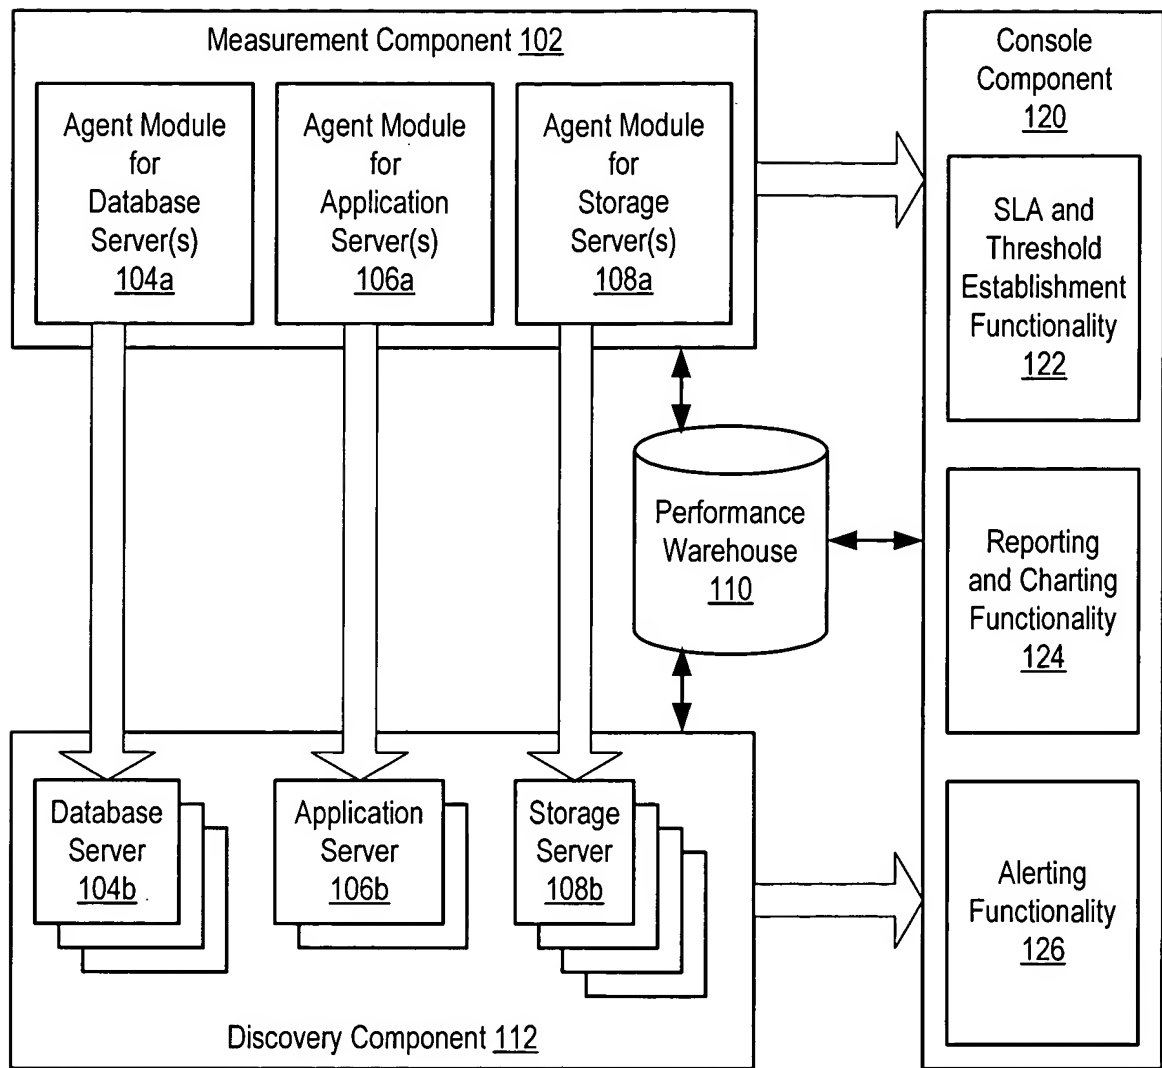 Measurement Component 102
Agent Module
for
Database
Server(s)
104a
Agent Module
for
Application
Server(s)
106a
Agent Module
for
Storage
Server(s)
108a
Console
Component
120
SLA and
Threshold
Establishment
Functionality
122
Performance
Warehouse
110
Reporting
and Charting
Functionality
124
Database
Server
104b
Application
Server
106b
Storage
Server
108b
Alerting
Functionality
126
Discovery Component 112